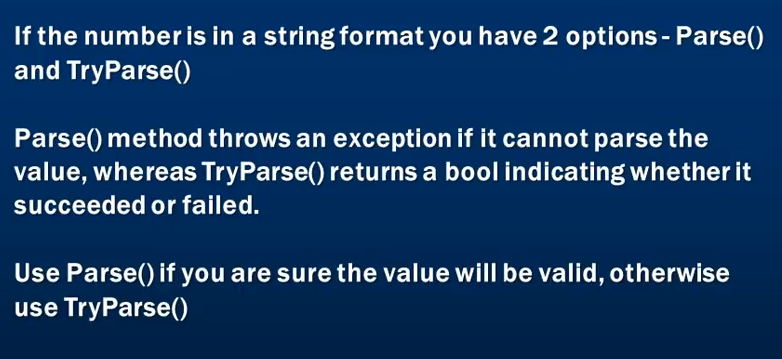 If the number is in a string format you have 2 options - Parse()
and TryParse()
Parse() method throws an exception if it cannot parse the
value, whereas TryParse() returns a bool indicating whether it
succeeded or failed.
Use Parse() if you are sure the value will be valid, otherwise
use TryParse()